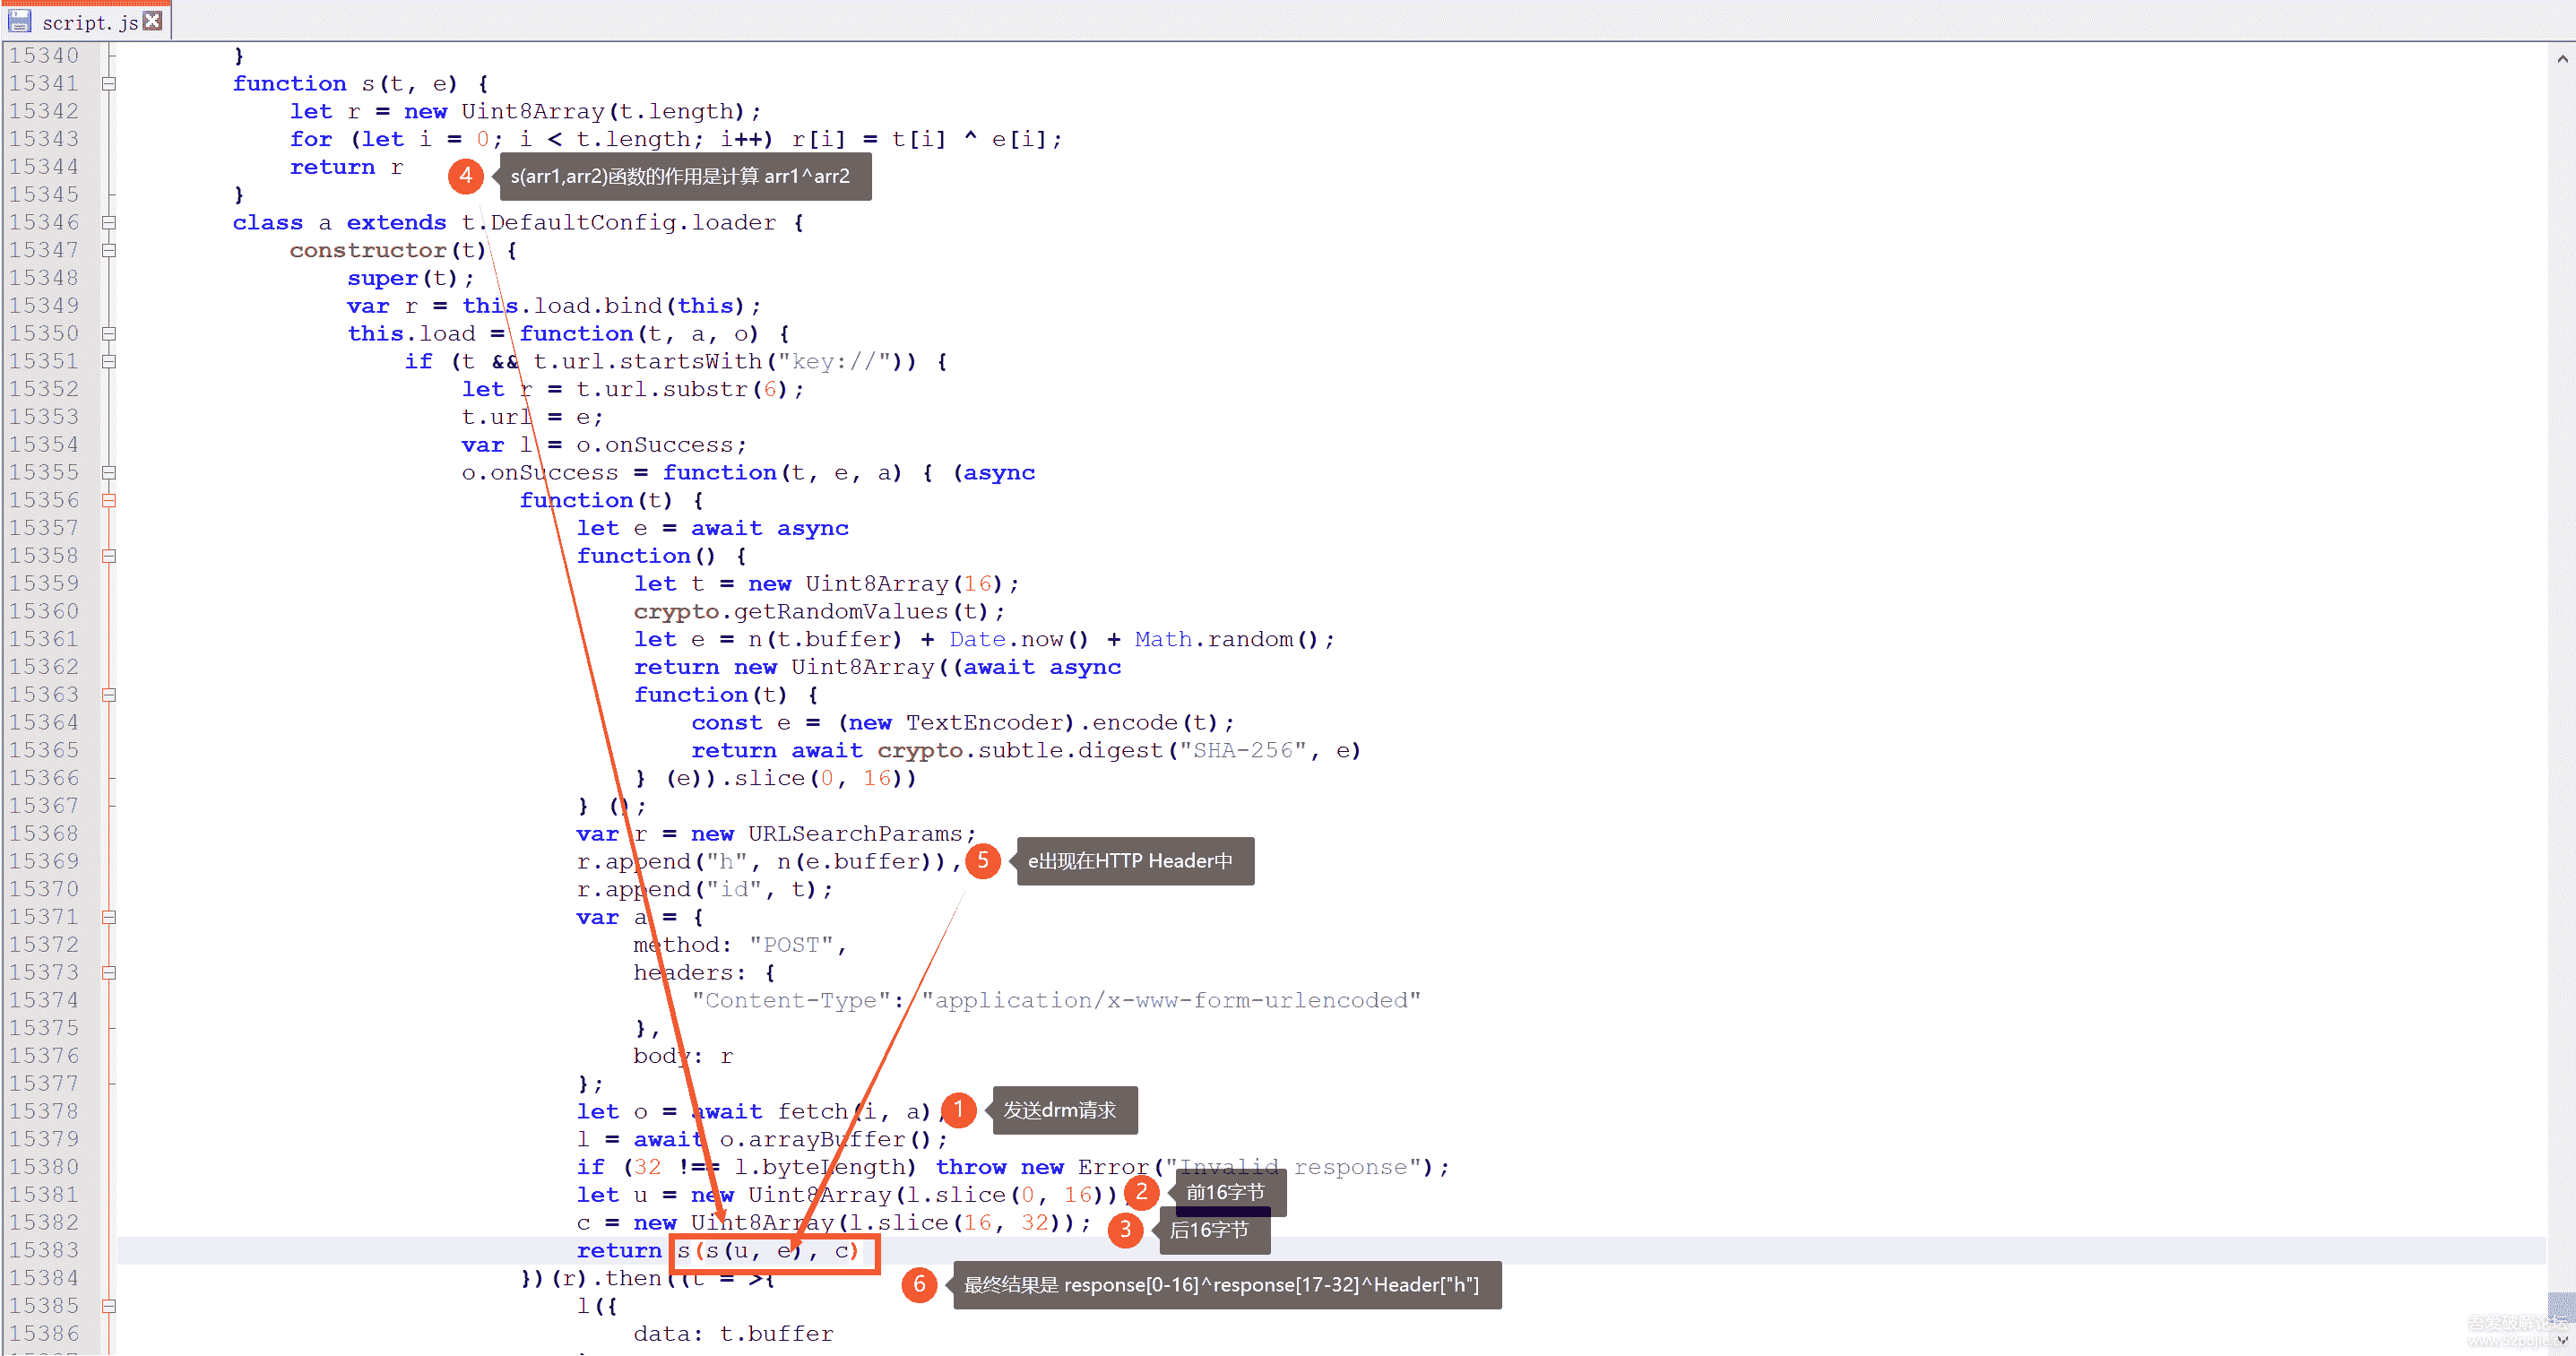 script.js
15340 }
15341 function s(t, e) {
15342 let r = new Uint8Array(t.length);
15343 for (let i = 0; i < t.length; i++) r[i] = t[i] ^ e[i];
15344 return r
4 s(arr1,arr2)函数的作用是计算 arr1^arr2
15345 }
15346 class a extends t.DefaultConfig.loader {
15347 constructor(t) {
15348 super(t);
15349 var r = this.load.bind(this);
15350 this.load = function(t, a, o) {
15351 if (t && t.url.startsWith("key://")) {
15352 let r = t.url.substr(6);
15353 t.url = e;
15354 var l = o.onSuccess;
15355 o.onSuccess = function(t, e, a) { (async
15356 function(t) {
15357 let e = await async
15358 function() {
15359 let t = new Uint8Array(16);
15360 crypto.getRandomValues(t);
15361 let e = n(t.buffer) + Date.now() + Math.random();
15362 return new Uint8Array((await async
15363 function(t) {
15364 const e = (new TextEncoder).encode(t);
15365 return await crypto.subtle.digest("SHA-256", e)
15366 } (e)).slice(0, 16))
15367 } ();
15368 var r = new URLSearchParams;
15369 r.append("h", n(e.buffer)), 5 e出现在HTTP Header中
15370 r.append("id", t);
15371 var a = {
15372 method: "POST",
15373 headers: {
15374 "Content-Type": "application/x-www-form-urlencoded"
15375 },
15376 body: r
15377 };
15378 let o = await fetch(i, a), 1 发送drm请求
15379 l = await o.arrayBuffer();
15380 if (32 !== l.byteLength) throw new Error("Invalid response");
15381 let u = new Uint8Array(l.slice(0, 16)), 2 前16字节
15382 c = new Uint8Array(l.slice(16, 32)); 3 后16字节
15383 return s(s(u, e), c)
15384 })(r).then((t = >{ 6 最终结果是 response[0-16]^response[17-32]^Header["h"]
15385 l({
15386 data: t.buffer
吾爱破解论坛
www.52pojie.cn